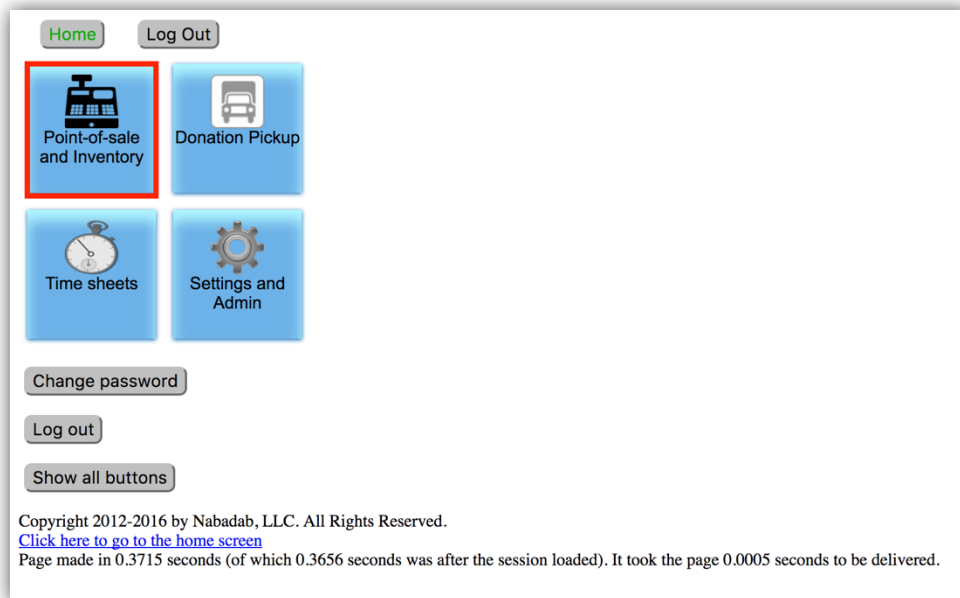 Home
Log Out
Point-of-sale
and Inventory
Donation Pickup
Time sheets
Settings and
Admin
Change password
Log out
Show all buttons
Copyright 2012-2016 by Nabadab, LLC. All Rights Reserved.
Click here to go to the home screen
Page made in 0.3715 seconds (of which 0.3656 seconds was after the session loaded). It took the page 0.0005 seconds to be delivered.